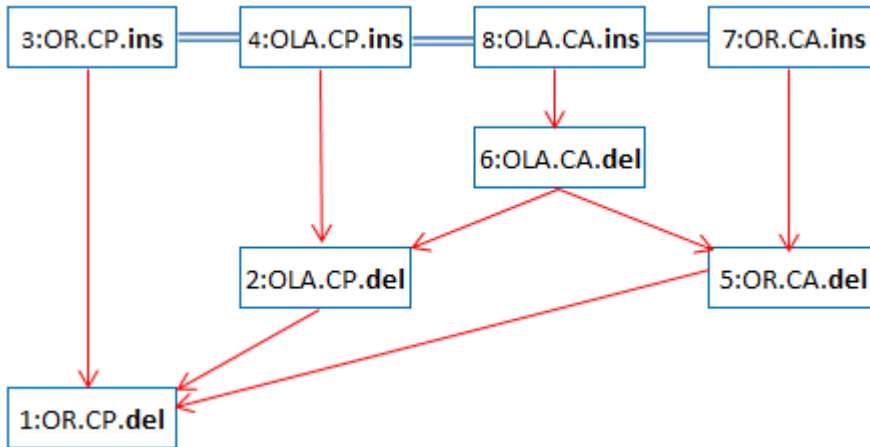 3:OR.CP.ins
4:OLA.CP.ins
8:OLA.CA.ins
7:OR.CA.ins
6:OLA.CA.del
2:OLA.CP.del
5:OR.CA.del
1:OR.CP.del